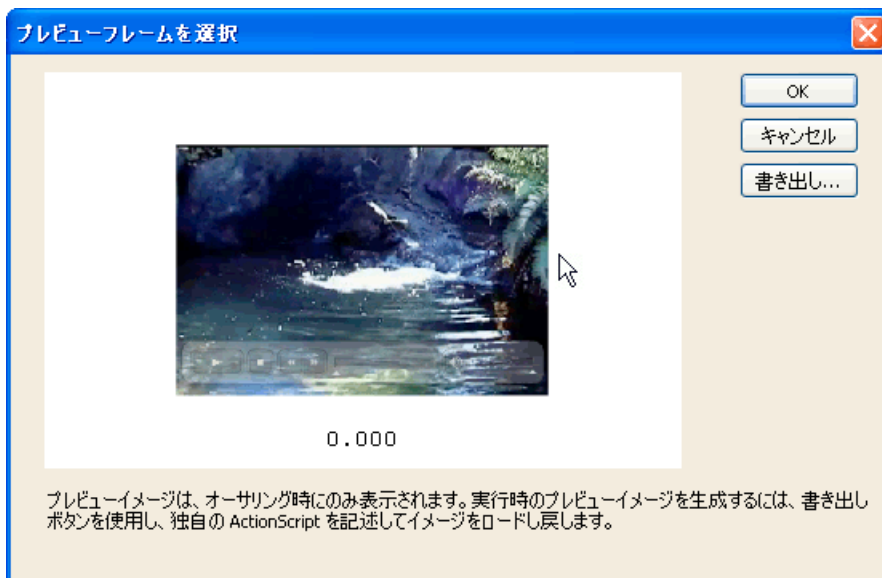 プレビューフレームを選択
OK
キャンセル
書き出し...
0.000
プレビューイメージは、オーサリング時にのみ表示されます。実行時のプレビューイメージを生成するには、書き出し
ボタンを使用し、独自の ActionScript を記述してイメージをロードし戻します。